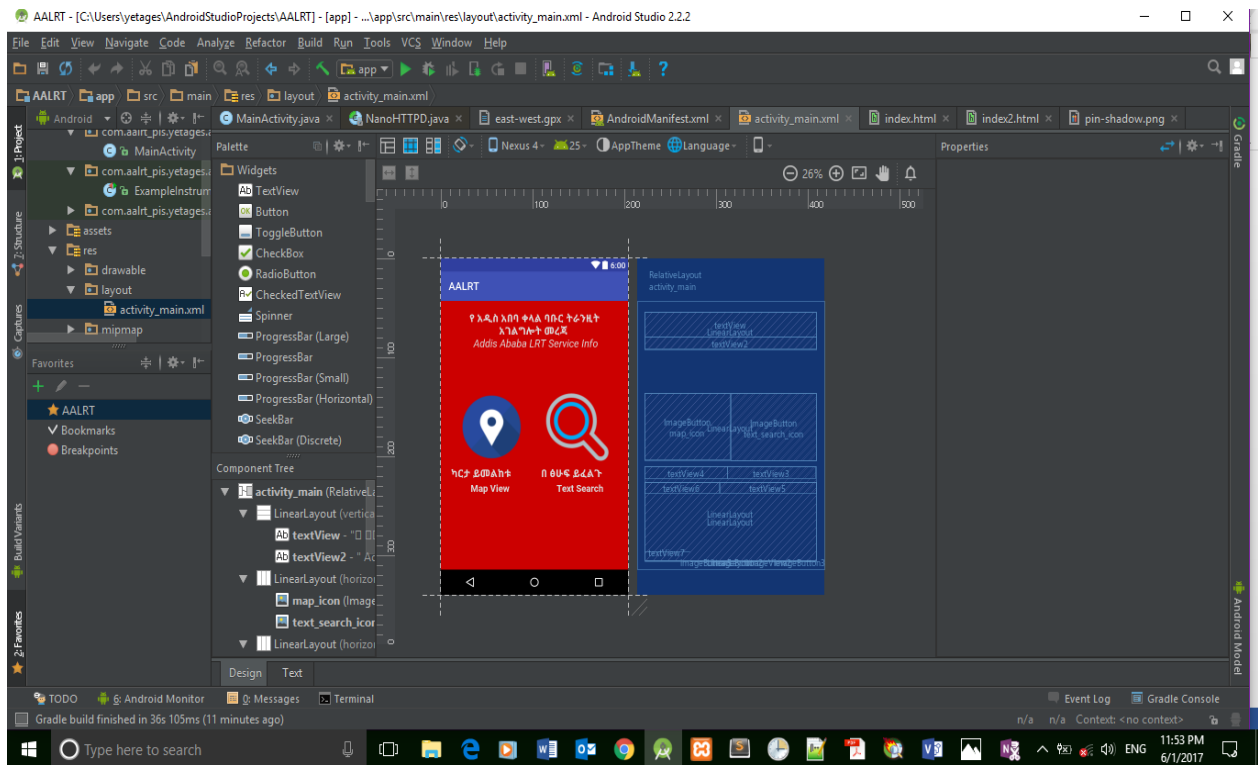 AALRT - [C:\Users\yetages\AndroidStudioProjects\AALRT] - [app] - ...\app\src\main\res\layout\activity_main.xml - Android Studio 2.2.2
File Edit View Navigate Code Analyze Refactor Build Run Tools VCS Window Help
app
AALRT app src main res layout activity_main.xml
Android
MainActivity.java NanoHTTPD.java east-west.gpx AndroidManifest.xml activity_main.xml index.html index2.html pin-shadow.png
1: Project
7: Structure
Captures
Build Variants
2: Favorites
com.aalrt_pis.yetages.a
MainActivity
com.aalrt_pis.yetages.a
ExampleInstrum
com.aalrt_pis.yetages.a
assets
res
drawable
layout
activity_main.xml
mipmap
Favorites
AALRT
Bookmarks
Breakpoints
Palette
Widgets
TextView
Button
ToggleButton
CheckBox
RadioButton
CheckedTextView
Spinner
ProgressBar (Large)
ProgressBar
ProgressBar (Small)
ProgressBar (Horizontal)
SeekBar
SeekBar (Discrete)
Component Tree
activity_main (RelativeLa
LinearLayout (vertica
textView - "
textView2 - " Ad
LinearLayout (horizo
map_icon (Image
text_search_icon
LinearLayout (horizo
Nexus 4 25 AppTheme Language
26%
0 100 200 300 400 500
0
100
200
300
6:00
AALRT
የ አዲስ አበባ ቀላል ባቡር ትራንዚት
አገልግሎት መረጃ
Addis Ababa LRT Service Info
ካርታ ይመልከቱ በ ፅሁፍ ይፈልጉ
Map View Text Search
RelativeLayout
activity_main
textView
LinearLayout
textView2
ImageButton ImageButton
map_icon LinearLayout text_search_icon
textView4 textView3
textView6 textView5
LinearLayout
LinearLayout
textView7
Properties
Gradle
Android Model
Design Text
TODO 6: Android Monitor 0: Messages Terminal Event Log Gradle Console
Gradle build finished in 36s 105ms (11 minutes ago) n/a n/a Context: <no context>
Type here to search
ENG
11:53 PM
6/1/2017